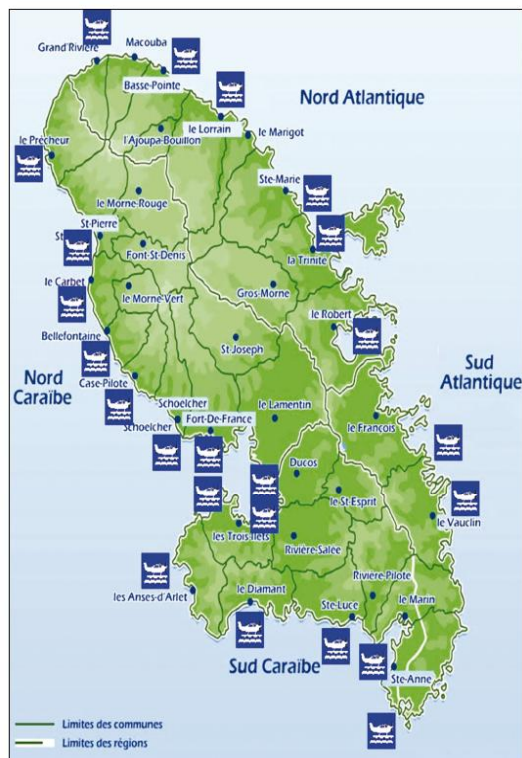 Grand'Rivière
Macouba
Basse-Pointe
Nord Atlantique
le Lorrain
l'Ajoupa-Bouillon
le Marigot
le Prêcheur
Ste-Marie
le Morne-Rouge
St-Pierre
St
Font-St-Denis
la Trinite
le Carbet
le Morne-Vert
Gros-Morne
le Robert
Bellefontaine
St-Joseph
Nord
Caraïbe
Sud
Atlantique
Case-Pilote
Schoelcher
Schoelcher
Fort-De-France
le Lamentin
le François
Ducos
le St-Esprit
le Vauclin
les Trois Ilets
Rivière-Salée
les Anses-d'Arlet
le Diamant
Rivière-Pilote
Ste-Luce
le Marin
Sud Caraïbe
Ste-Anne
Limites des communes
Limites des régions